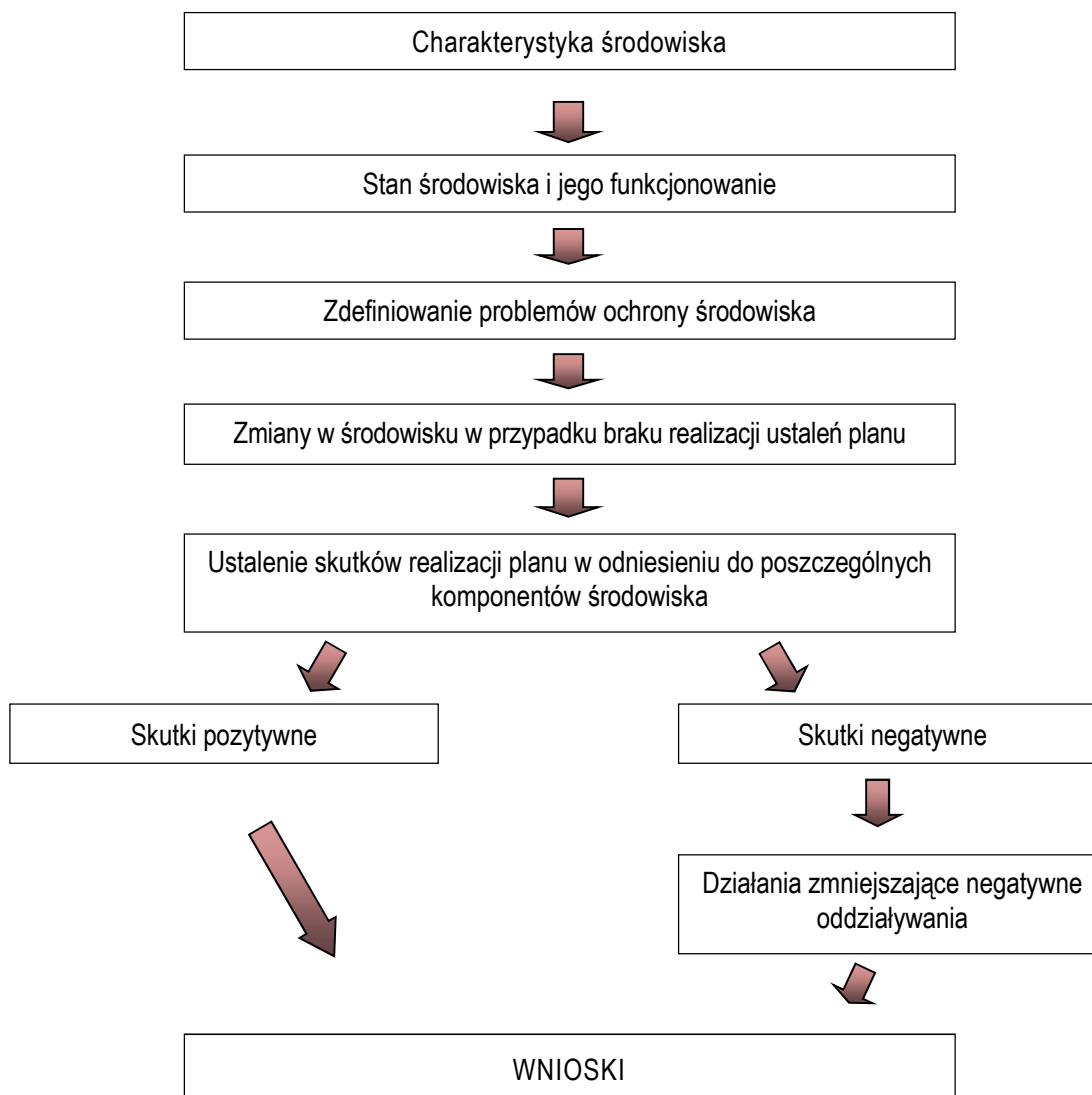 Charakterystyka środowiska
Stan środowiska i jego funkcjonowanie
Zdefiniowanie problemów ochrony środowiska
Zmiany w środowisku w przypadku braku realizacji ustaleń planu
Ustalenie skutków realizacji planu w odniesieniu do poszczególnych
komponentów środowiska
Skutki pozytywne
Skutki negatywne
Działania zmniejszające negatywne
oddziaływania
WNIOSKI